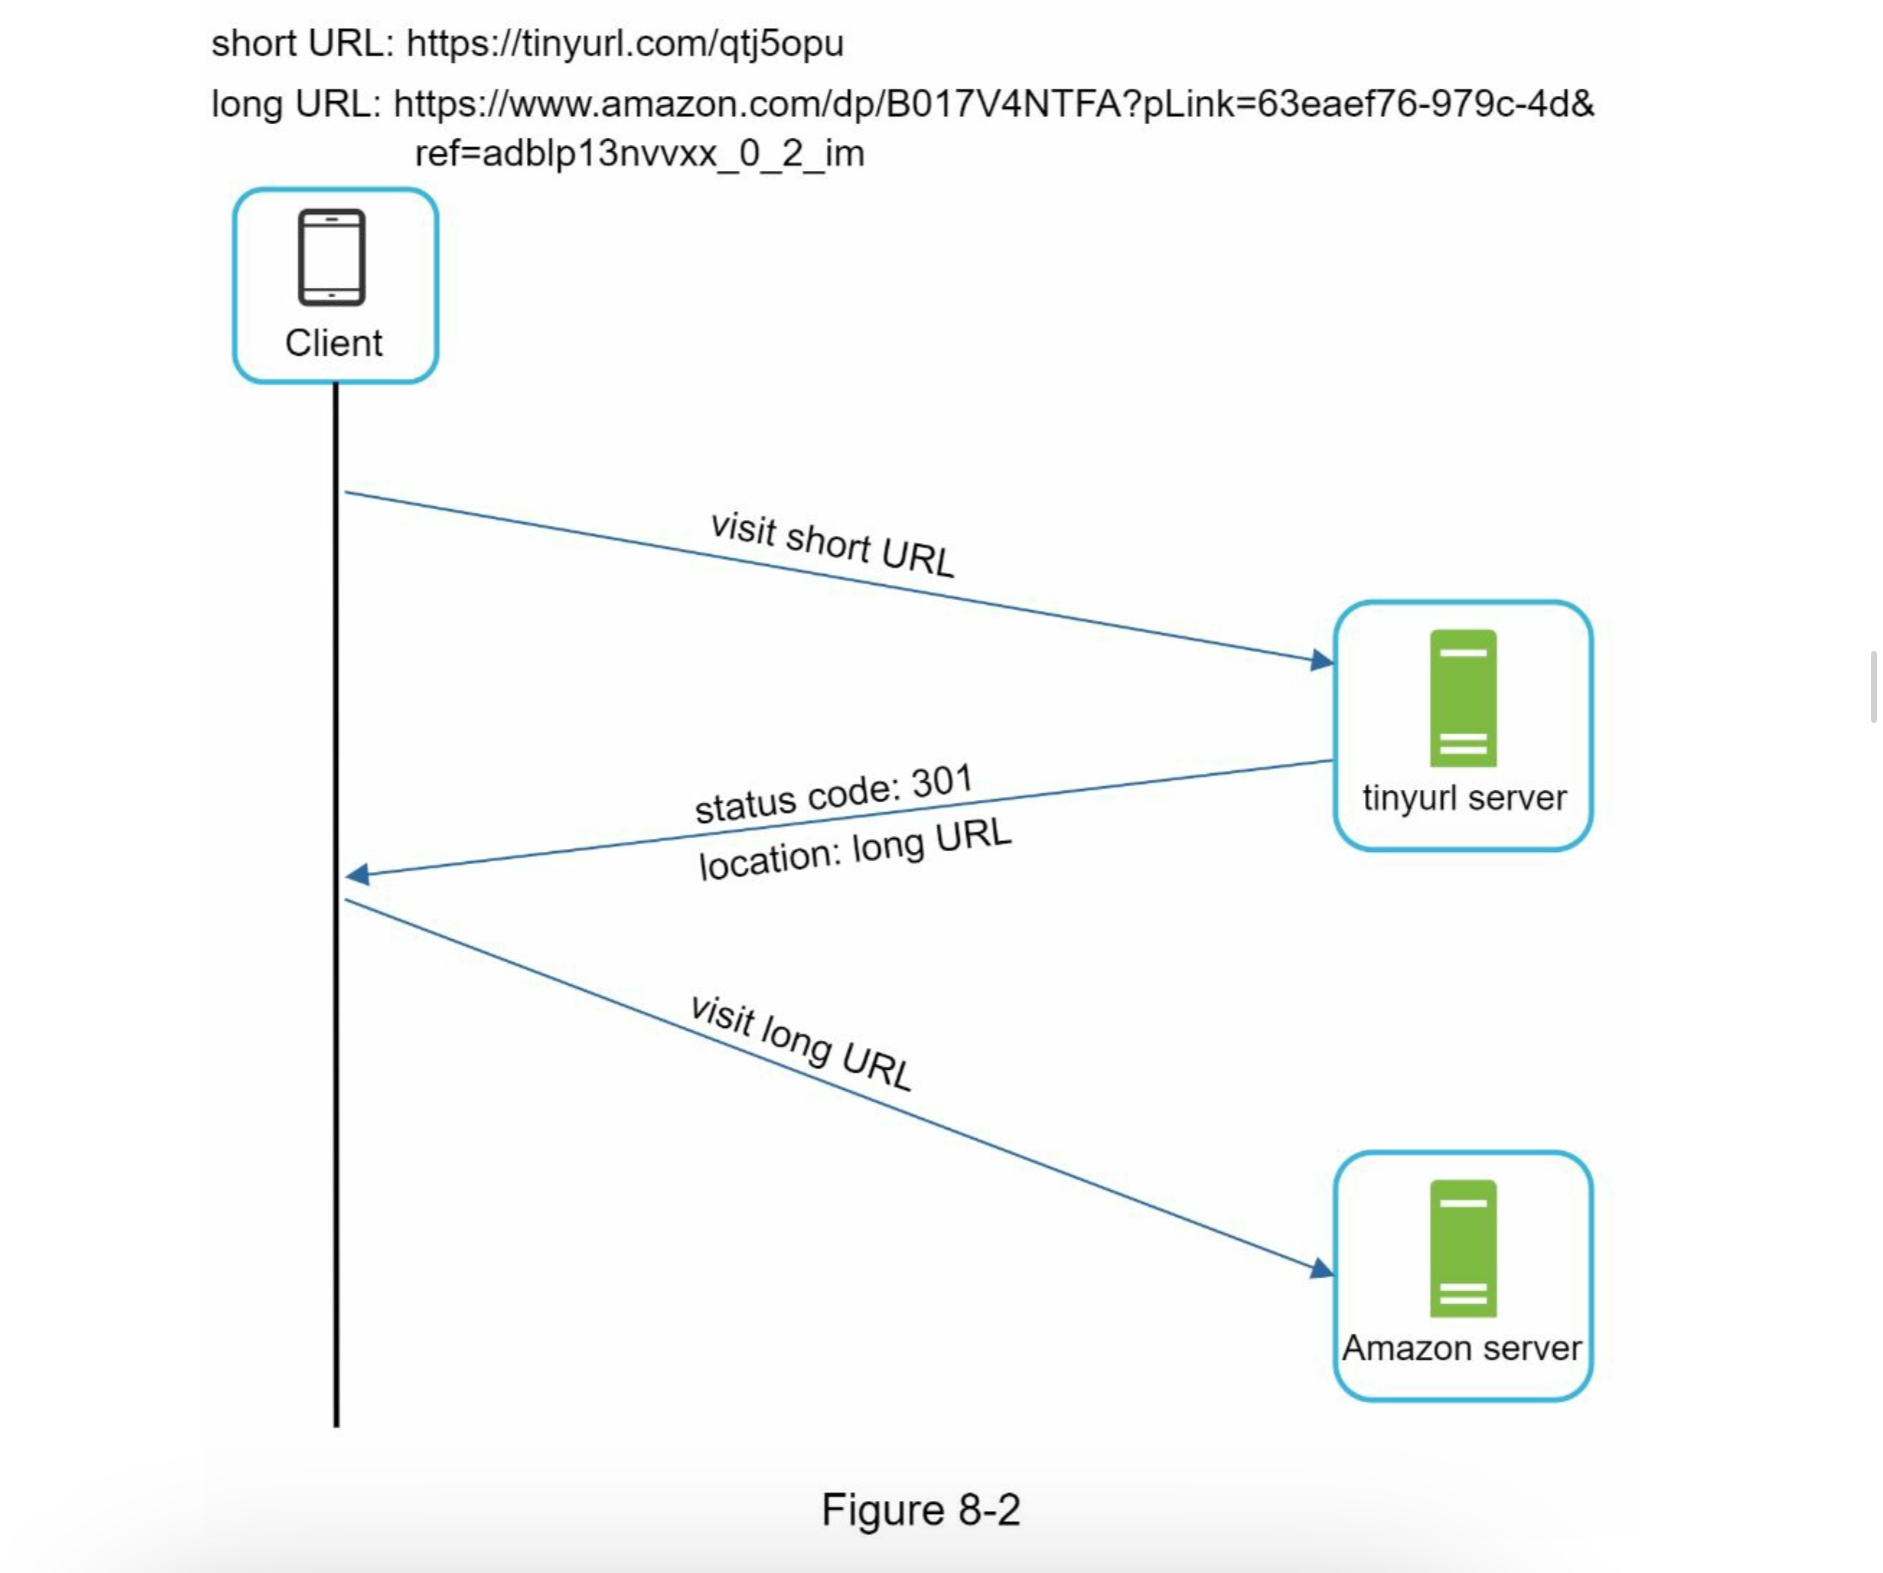 short URL: https://tinyurl.com/qtj5opu
long URL: https://www.amazon.com/dp/B017V4NTFA?pLink=63eaef76-979c-4d&
ref=adblp13nvvxx_0_2_im
Client
visit short URL
tinyurl server
status code: 301
location: long URL
visit long URL
Amazon server
Figure 8-2